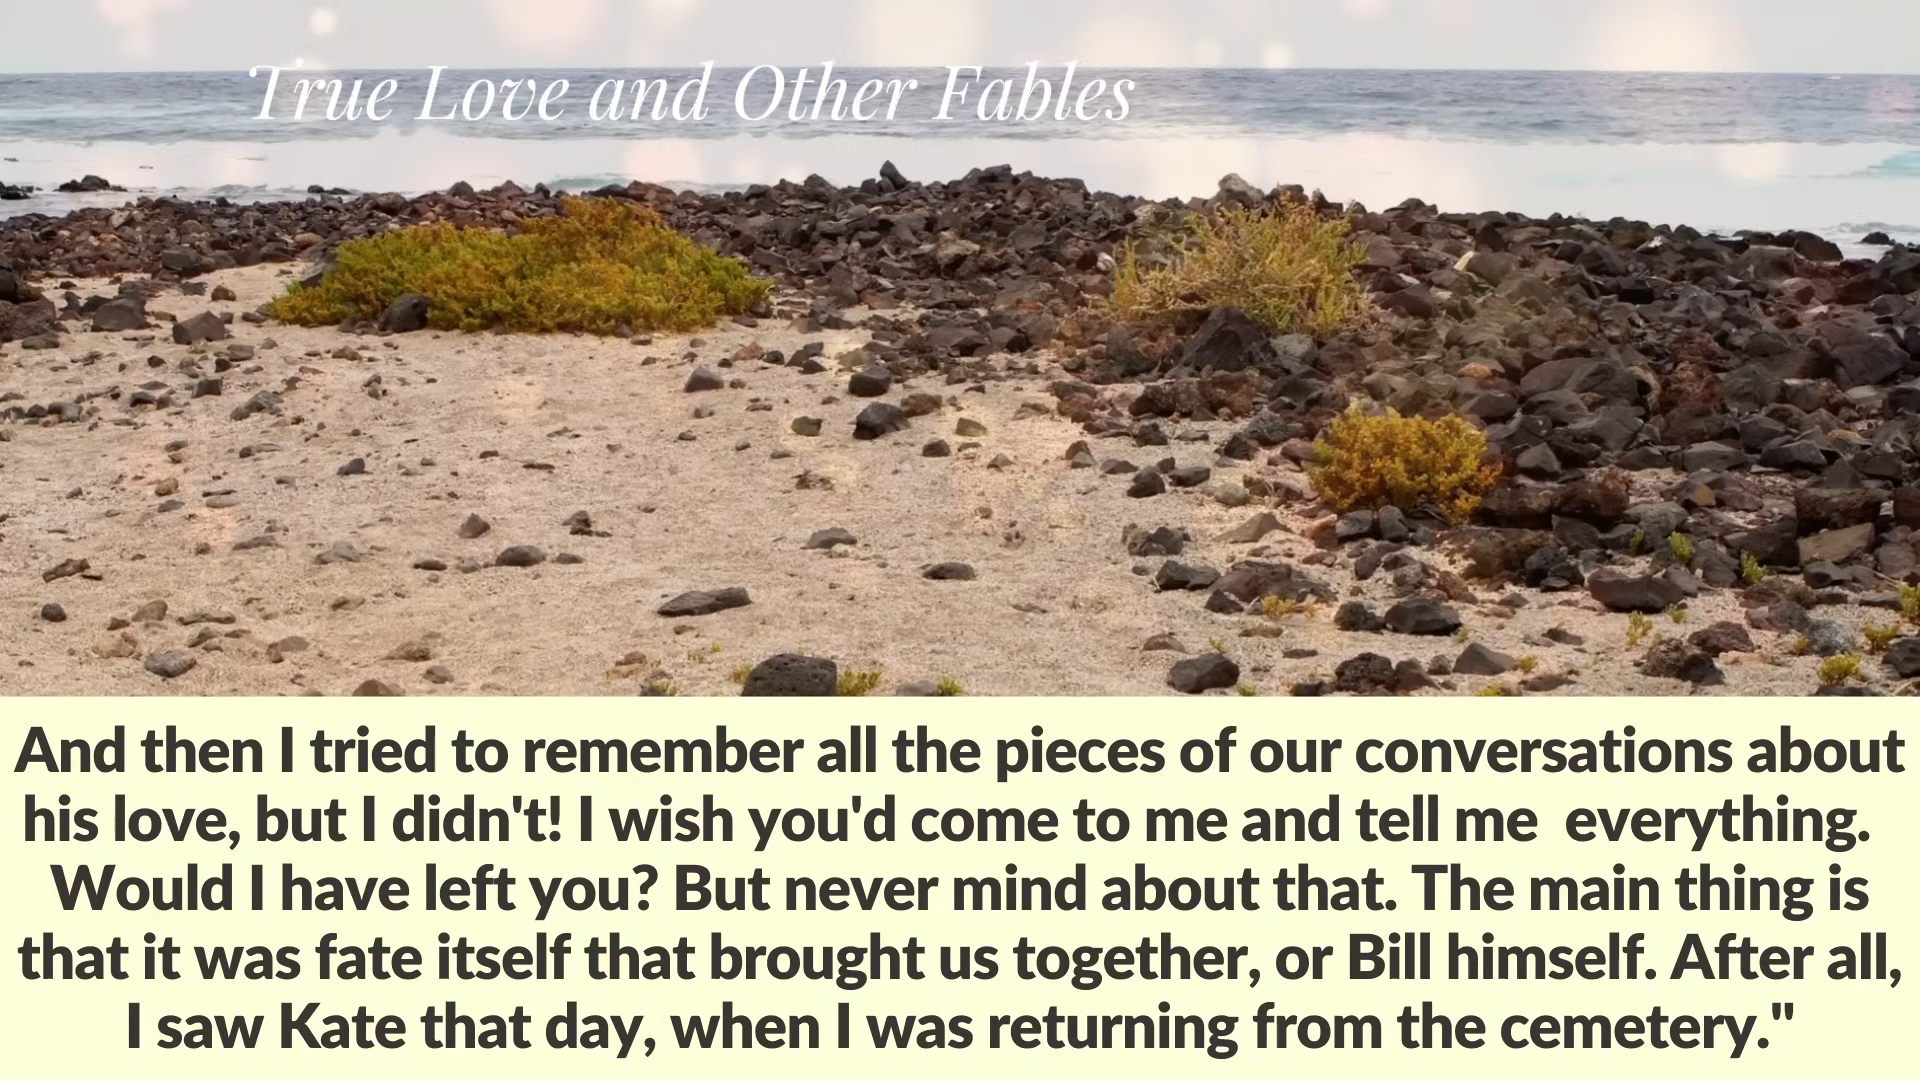 True Love and Other Fables
And then I tried to remember all the pieces of our conversations about
his love, but I didn't! I wish you'd come to me and tell me  everything.
Would I have left you? But never mind about that. The main thing is
that it was fate itself that brought us together, or Bill himself. After all,
I saw Kate that day, when I was returning from the cemetery."